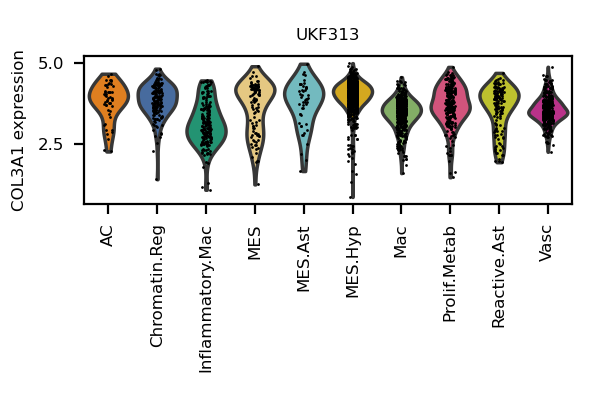 UKF313
COL3A1 expression
5.0
2.5
AC
Chromatin.Reg
Inflammatory.Mac
MES
MES.Ast
MES.Hyp
Mac
Prolif.Metab
Reactive.Ast
Vasc